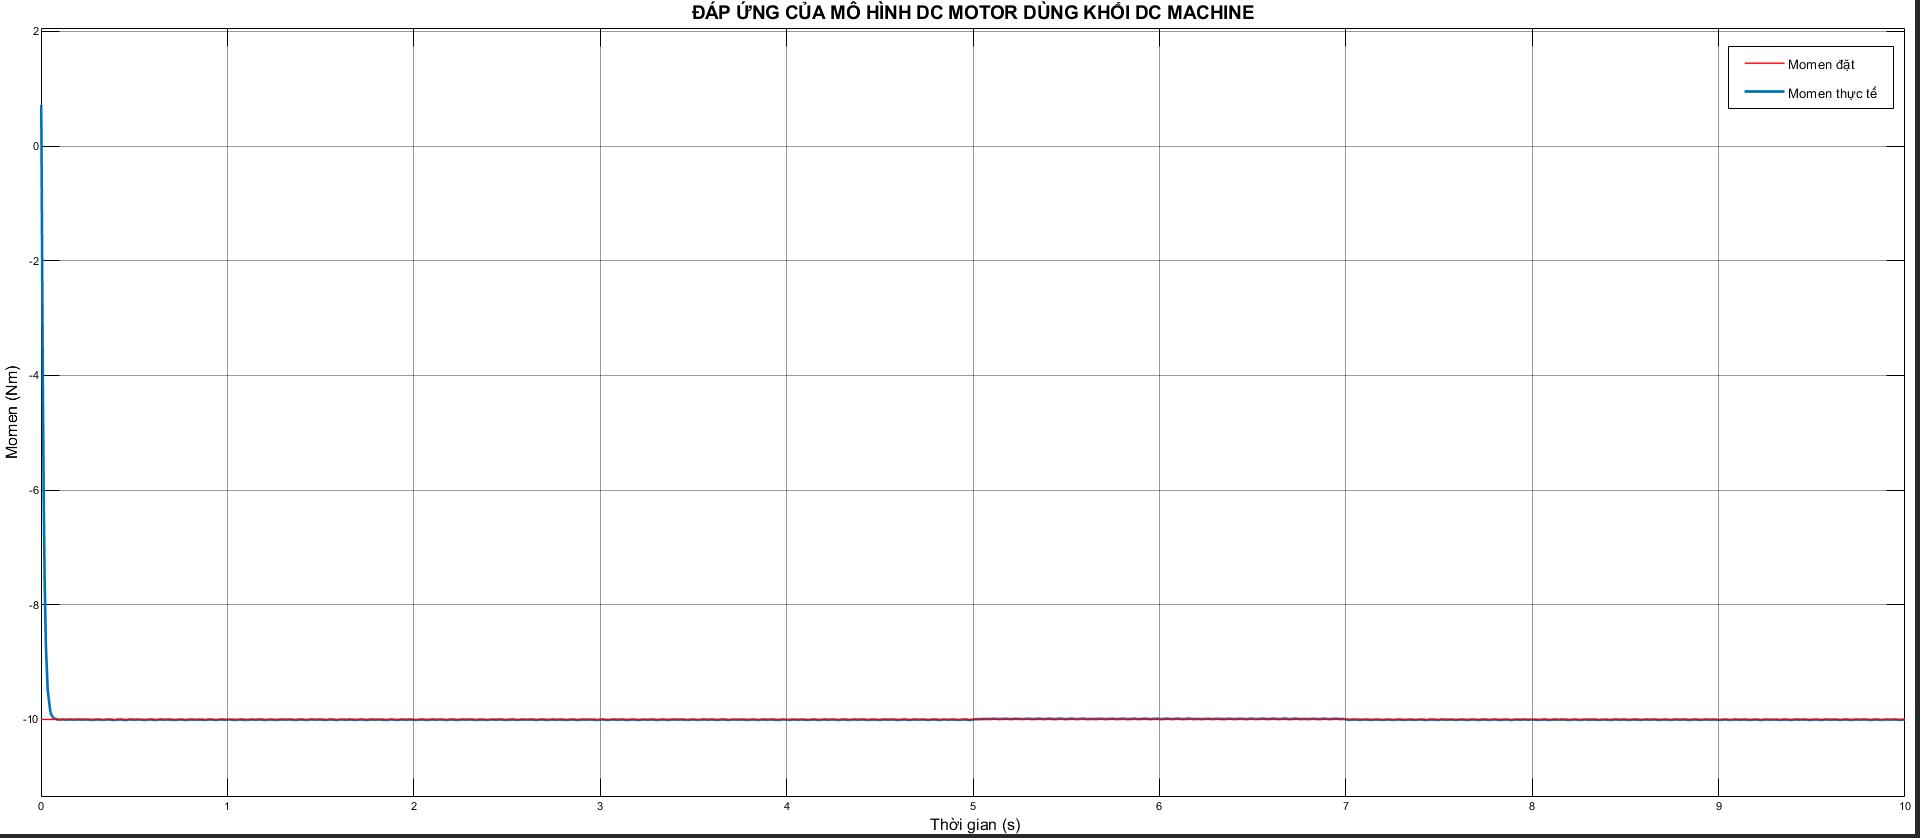 ĐÁP ỨNG CỦA MÔ HÌNH DC MOTOR DÙNG KHỐI DC MACHINE
Momen đặt
Momen thực tế
Momen (Nm)
2
0
-2
-4
-6
-8
-10
0 1 2 3 4 5 6 7 8 9 10
Thời gian (s)